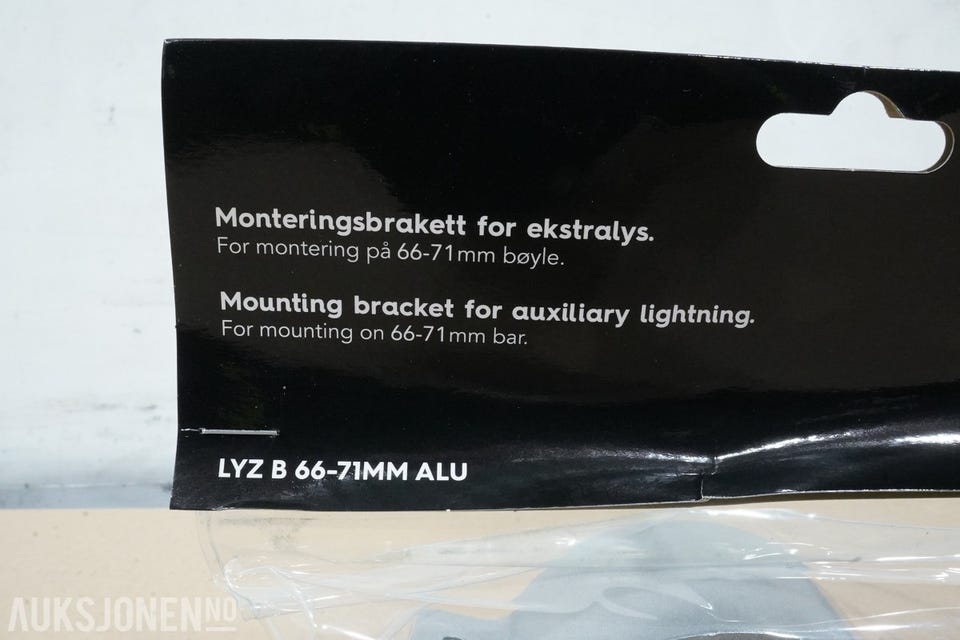 Monteringsbrakett for ekstralys.
For montering på 66-71mm bøyle.
Mounting bracket for auxiliary lightning.
For mounting on 66-71mm bar.
LYZ B 66-71MM ALU
AUKSJONEN.NO